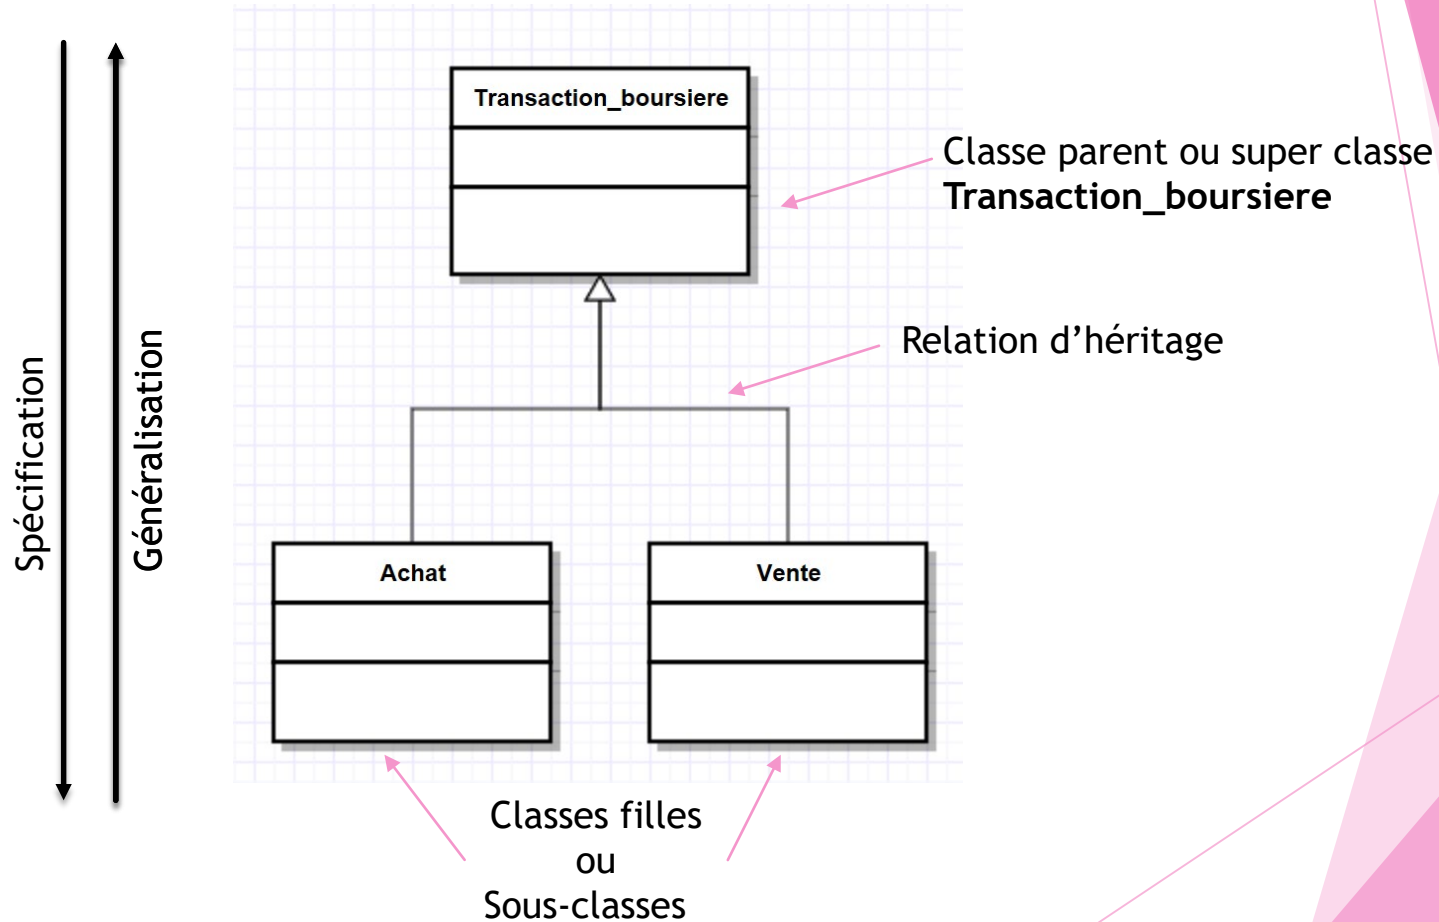 Transaction_boursiere
Classe parent ou super classe
Transaction_boursiere
Relation d’héritage
Spécification
Généralisation
Achat
Vente
Classes filles
ou
Sous-classes